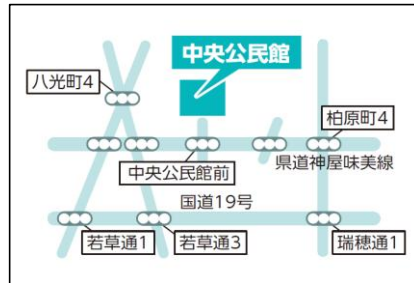 中央公民館
八光町4
柏原町4
中央公民館前
県道神屋味美線
国道19号
若草通1
若草通3
瑞穂通1